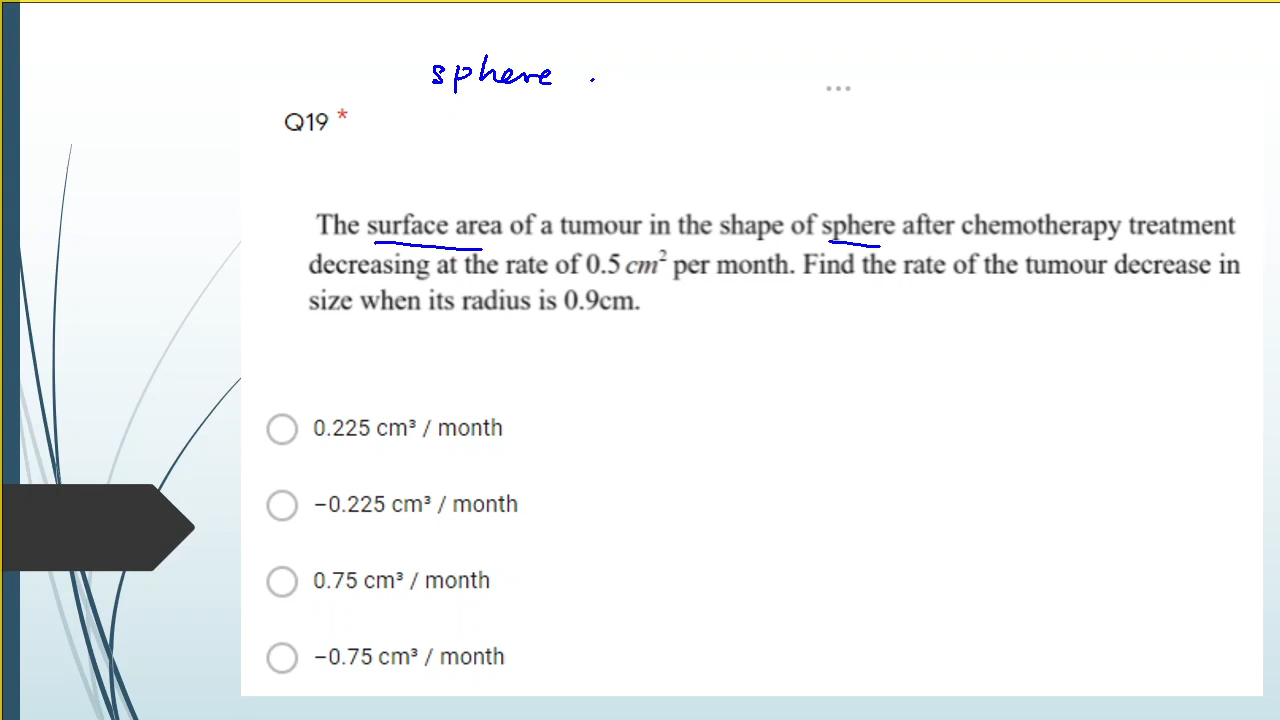 sphere .
Q19 *
The surface area of a tumour in the shape of sphere after chemotherapy treatment
decreasing at the rate of 0.5 cm² per month. Find the rate of the tumour decrease in
size when its radius is 0.9cm.
0.225 cm³ / month
−0.225 cm³ / month
0.75 cm³ / month
−0.75 cm³ / month